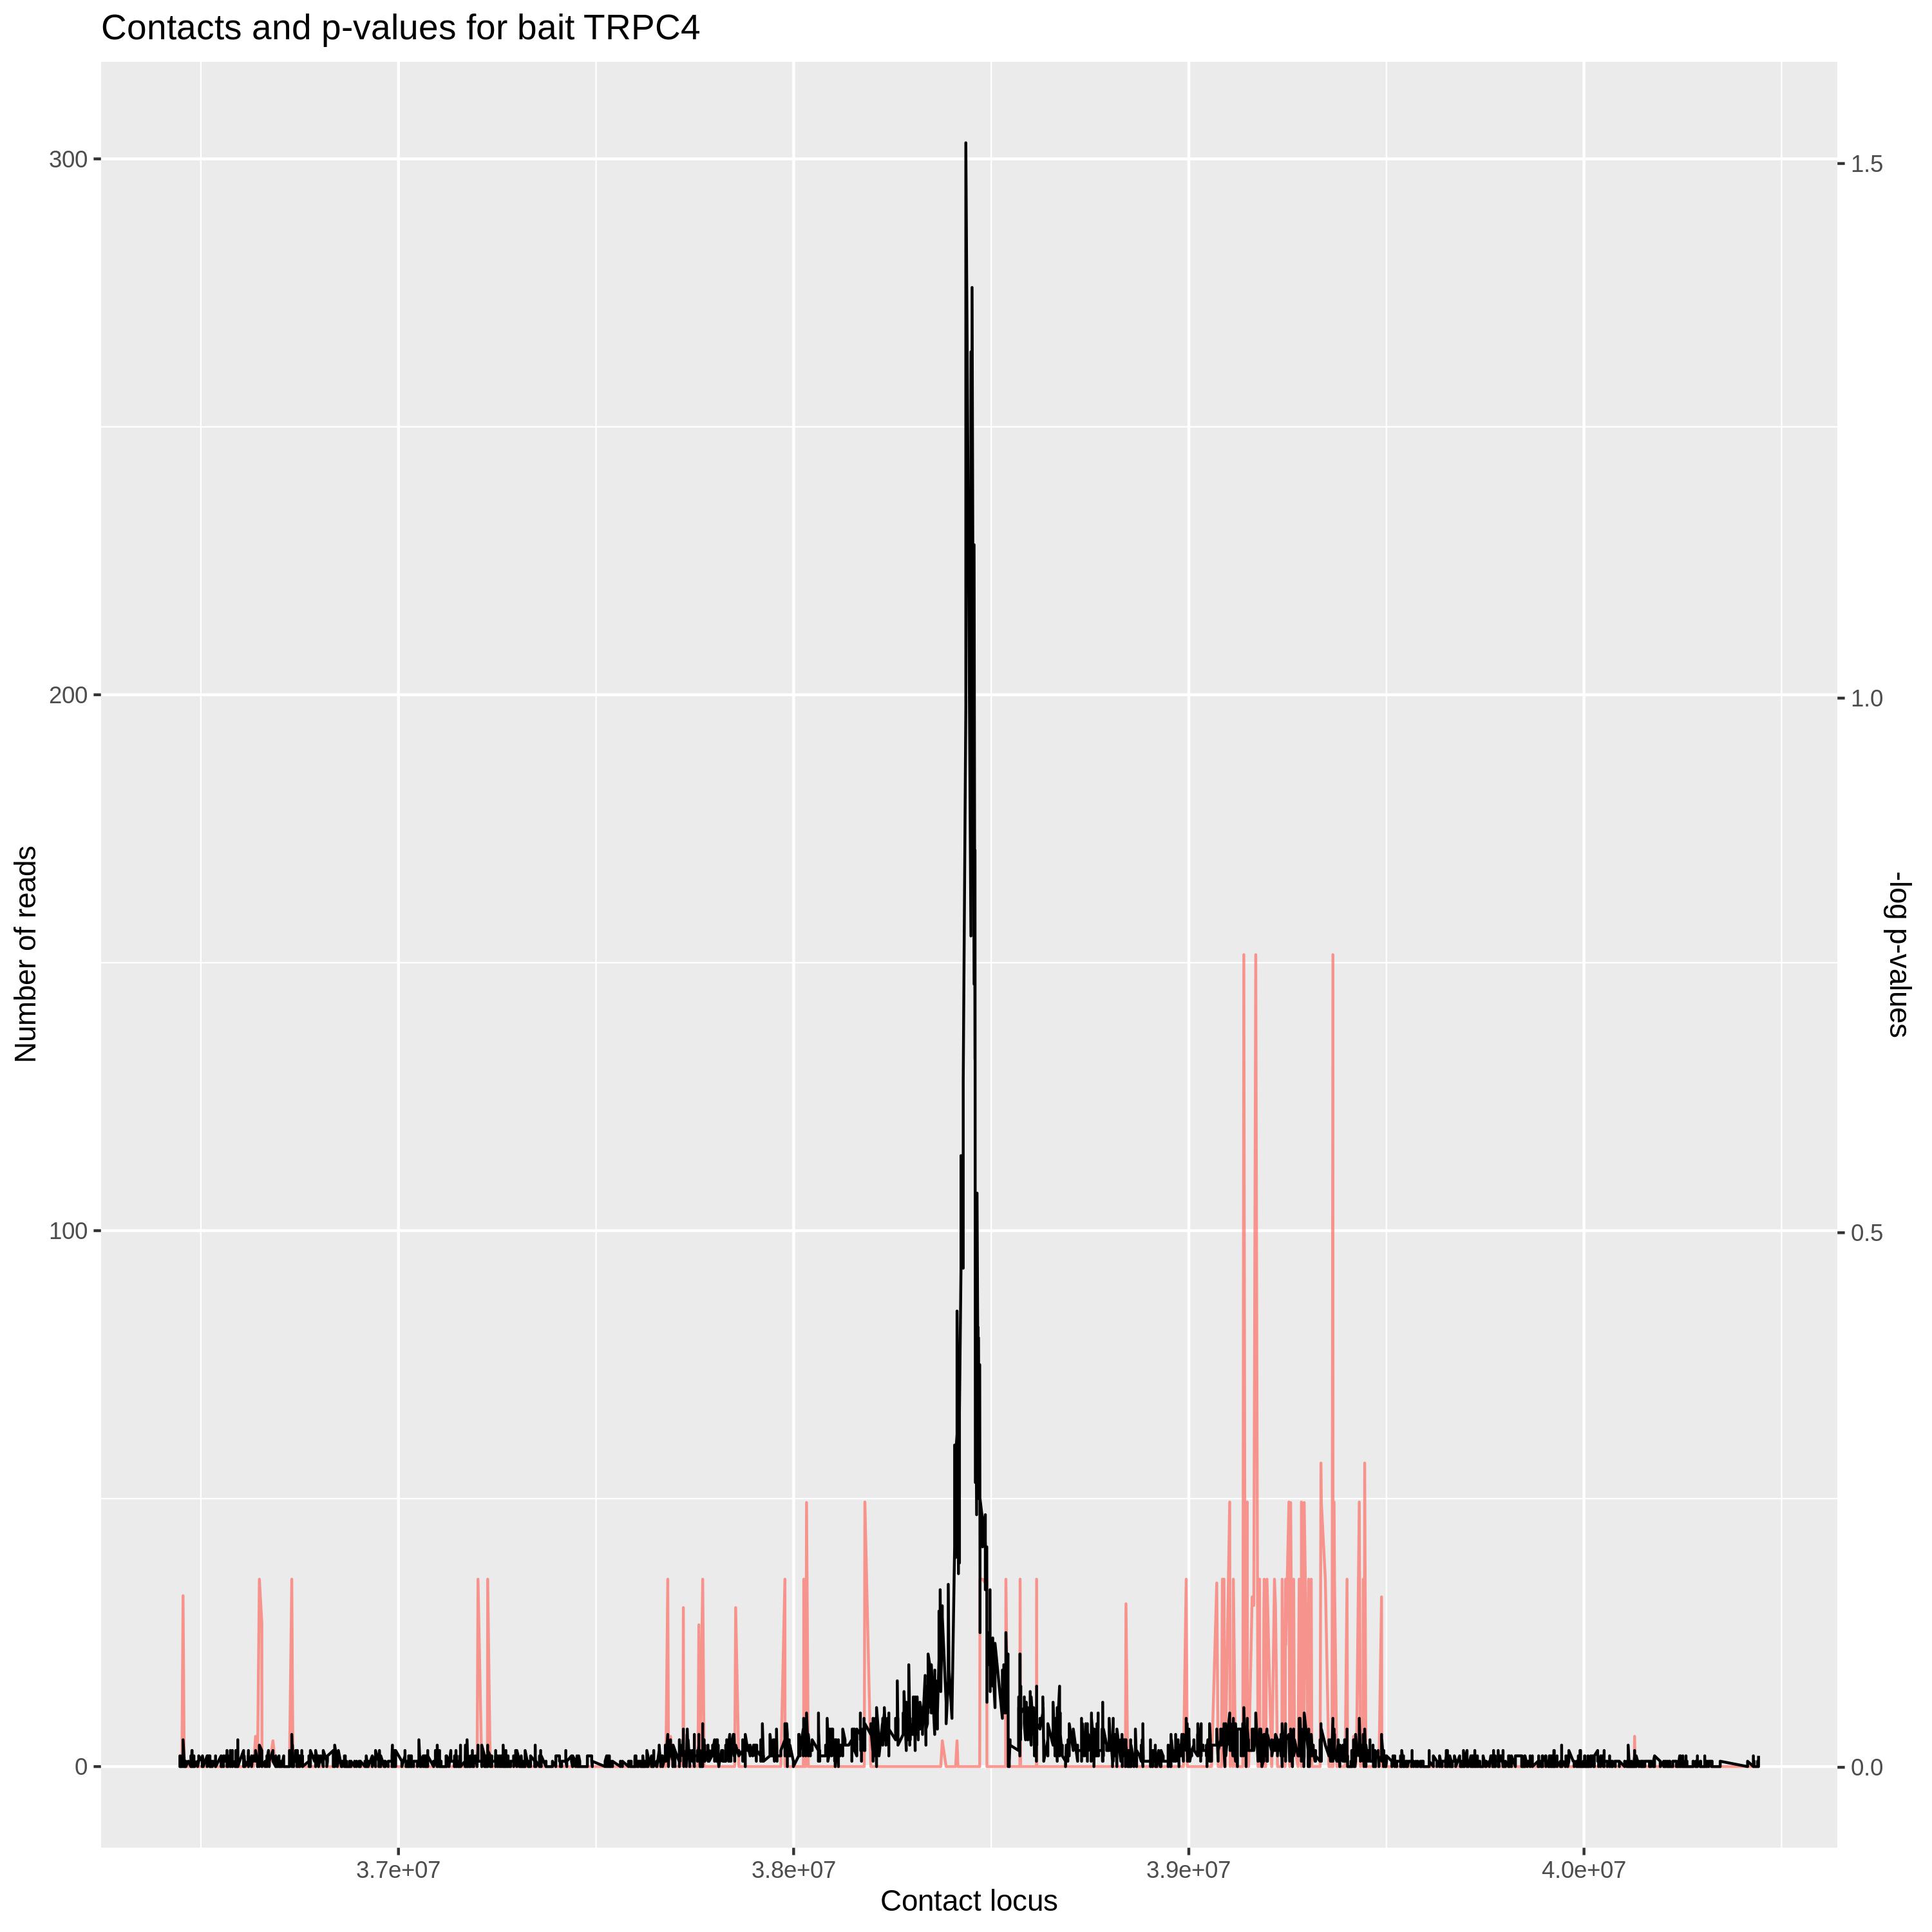 Contacts and p-values for bait TRPC4
300
200
100
0
Number of reads
1.5
1.0
0.5
0.0
-log p-values
3.7e+07
3.8e+07
3.9e+07
4.0e+07
Contact locus